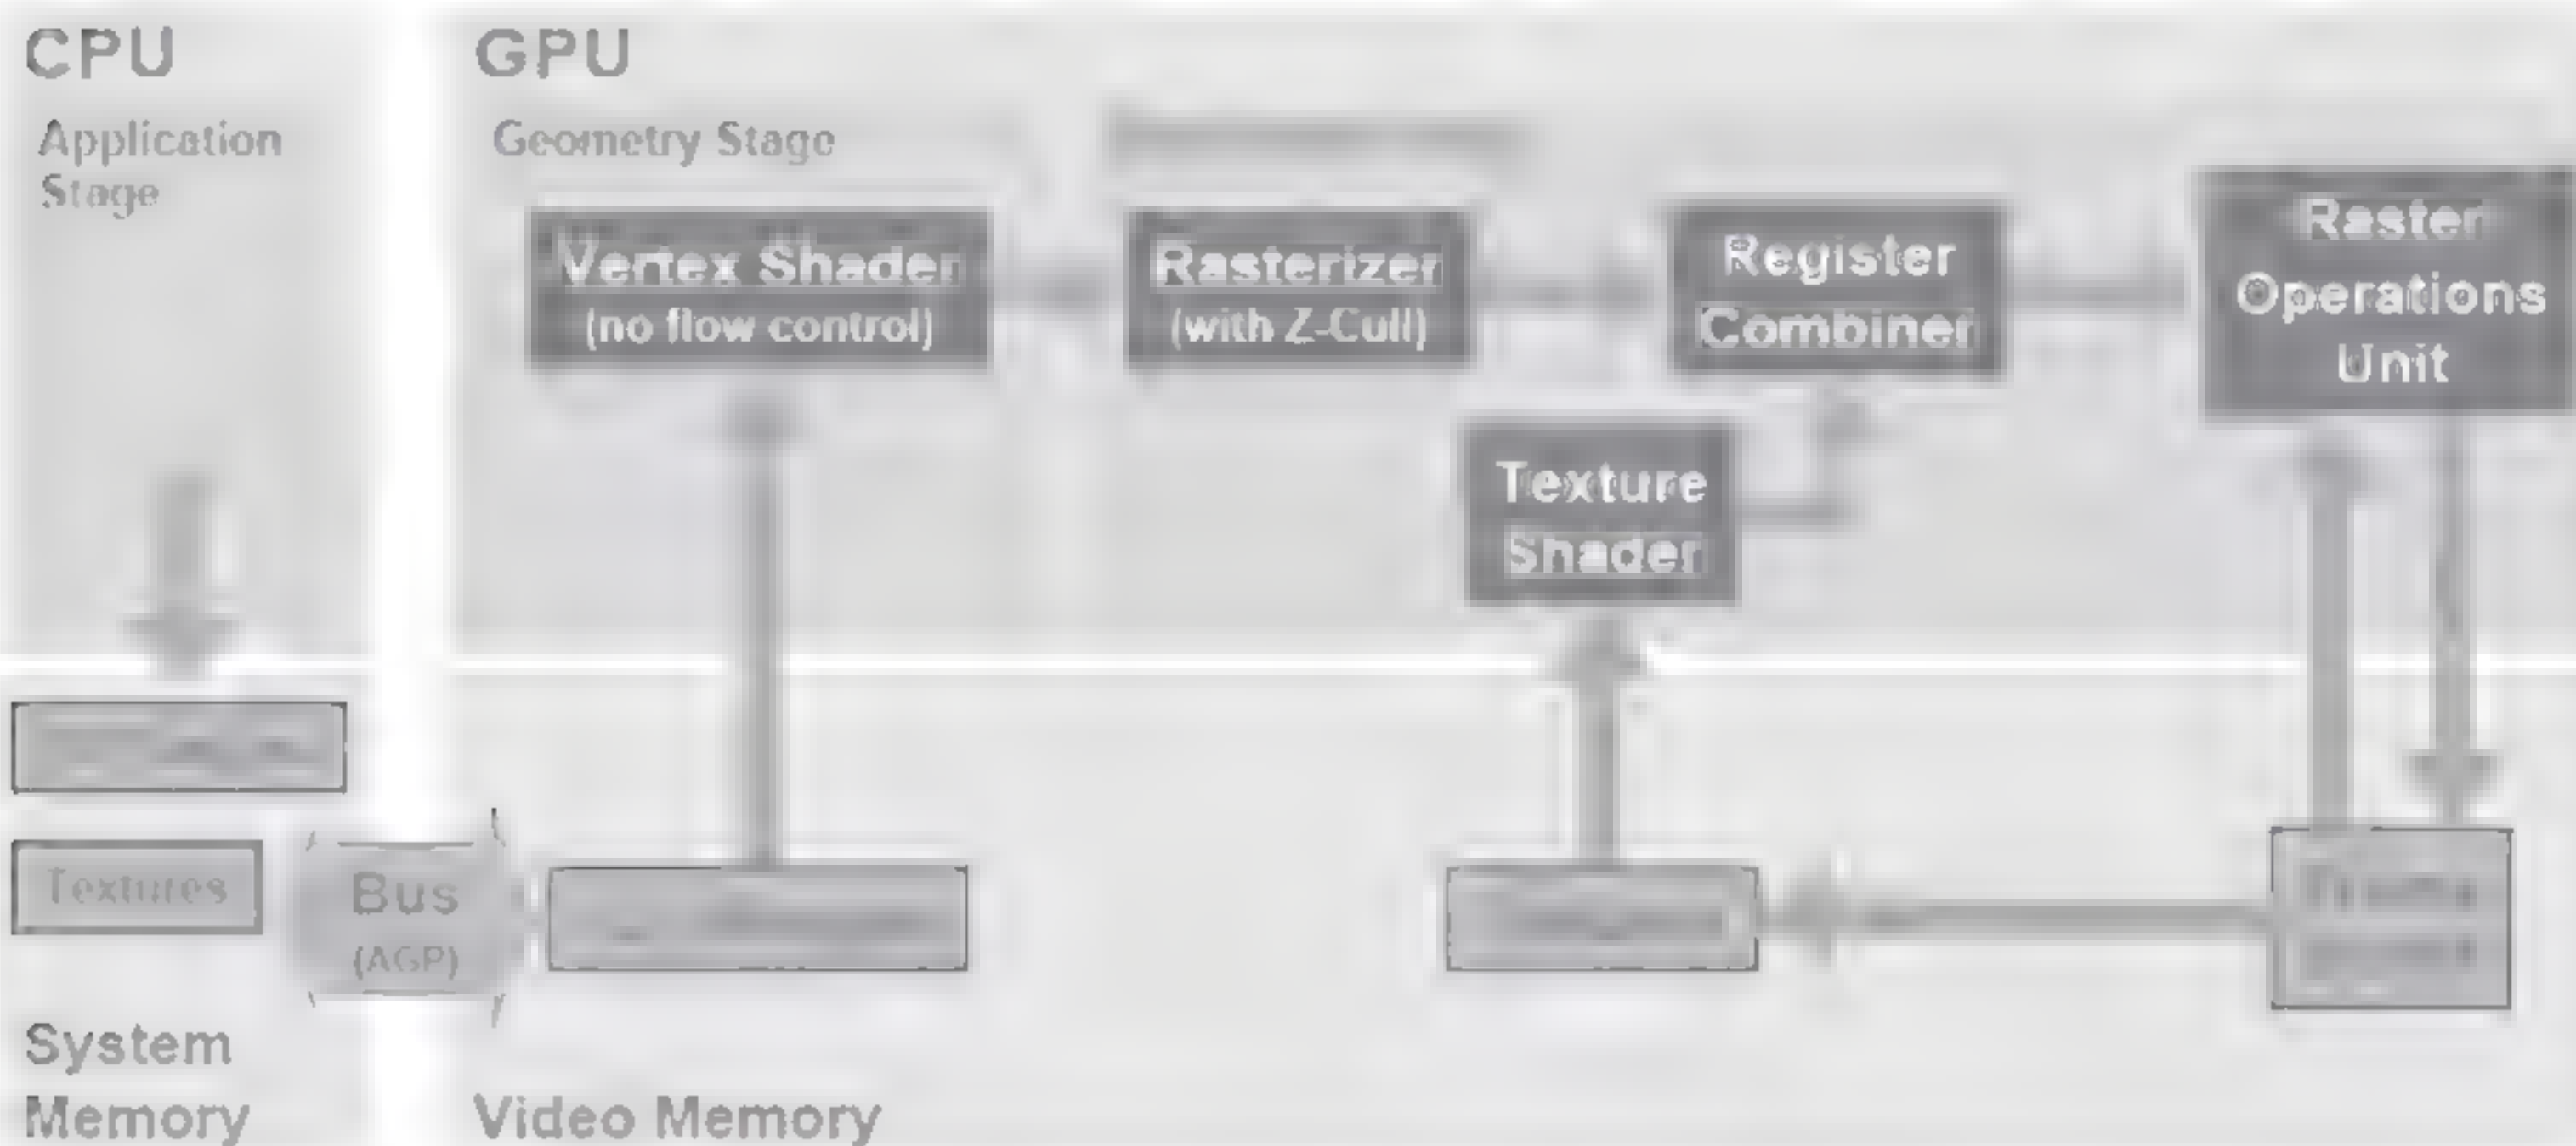 CPU
GPU
Application
Stage
Geometry Stage
Vertex Shader
(no flow control)
Rasterizer
(with Z-Cull)
Register
Combiner
Raster
Operations
Unit
Texture
Shader
Textures
Bus
(AGP)
System
Memory
Video Memory